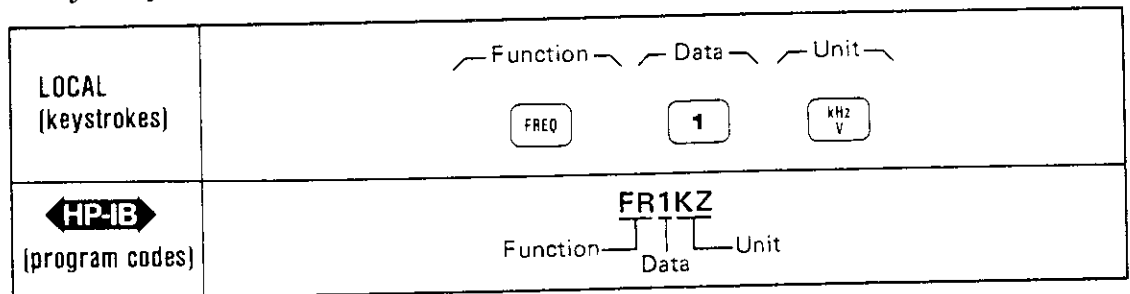 LOCAL
(keystrokes)
Function Data Unit
FREQ 1 kHz
V
HP-IB
(program codes)
FR1KZ
Function Unit
Data